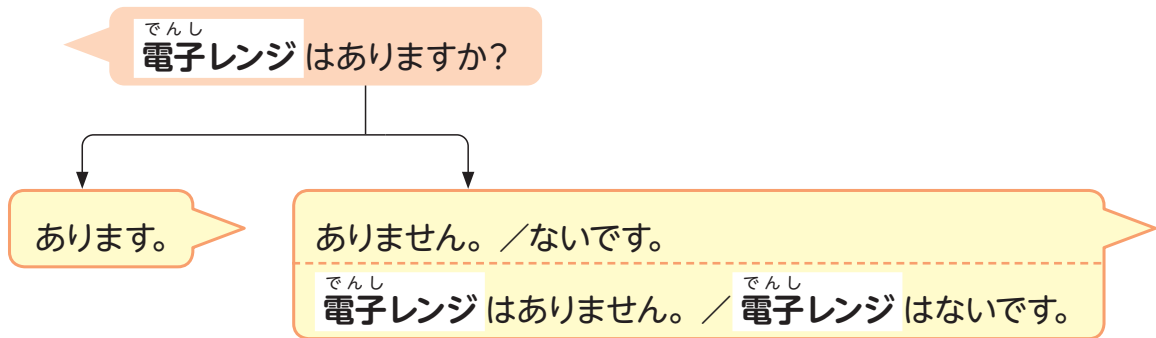 でんし
電子レンジはありますか?
あります。
ありません。／ないです。
でんし でんし
電子レンジはありません。／電子レンジはないです。